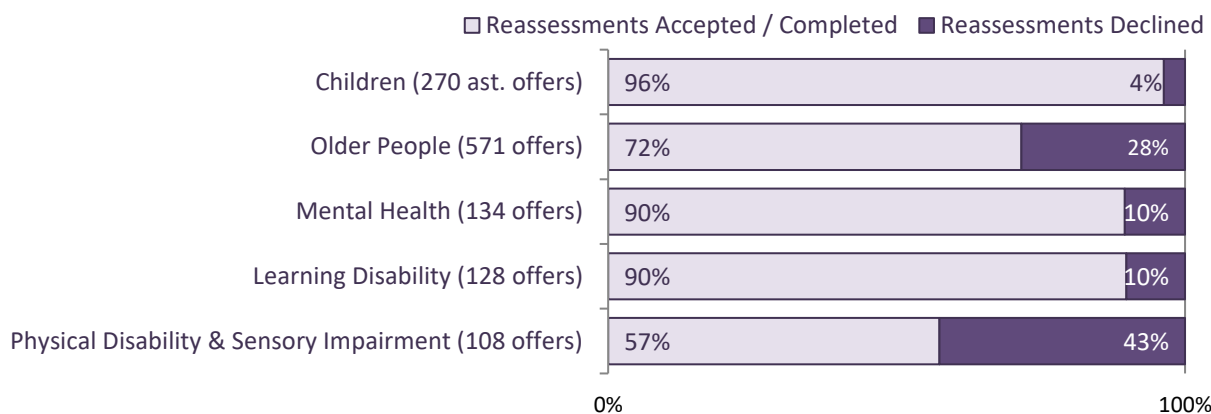 Reassessments Accepted / Completed Reassessments Declined
Children (270 ast. offers) 96% 4%
Older People (571 offers) 72% 28%
Mental Health (134 offers) 90% 10%
Learning Disability (128 offers) 90% 10%
Physical Disability & Sensory Impairment (108 offers) 57% 43%
0% 100%